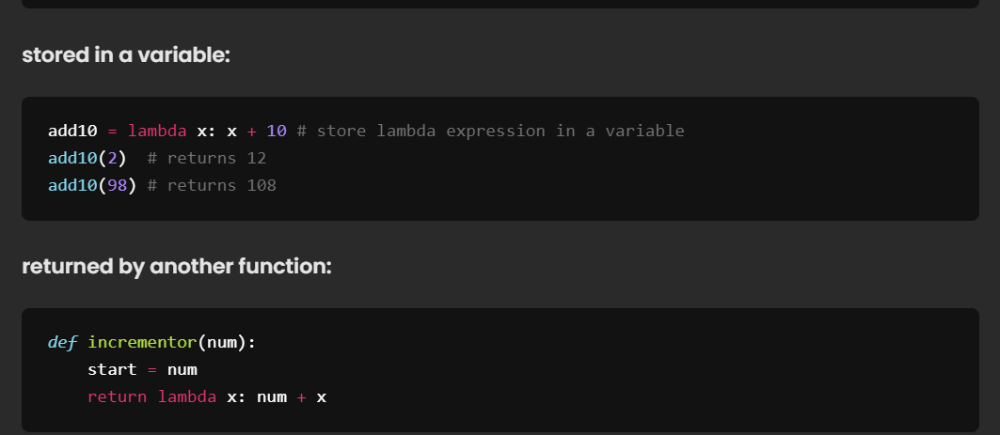 stored in a variable:
add10 = lambda x: x + 10 # store lambda expression in a variable
add10(2)  # returns 12
add10(98) # returns 108
returned by another function:
def incrementor(num):
    start = num
    return lambda x: num + x